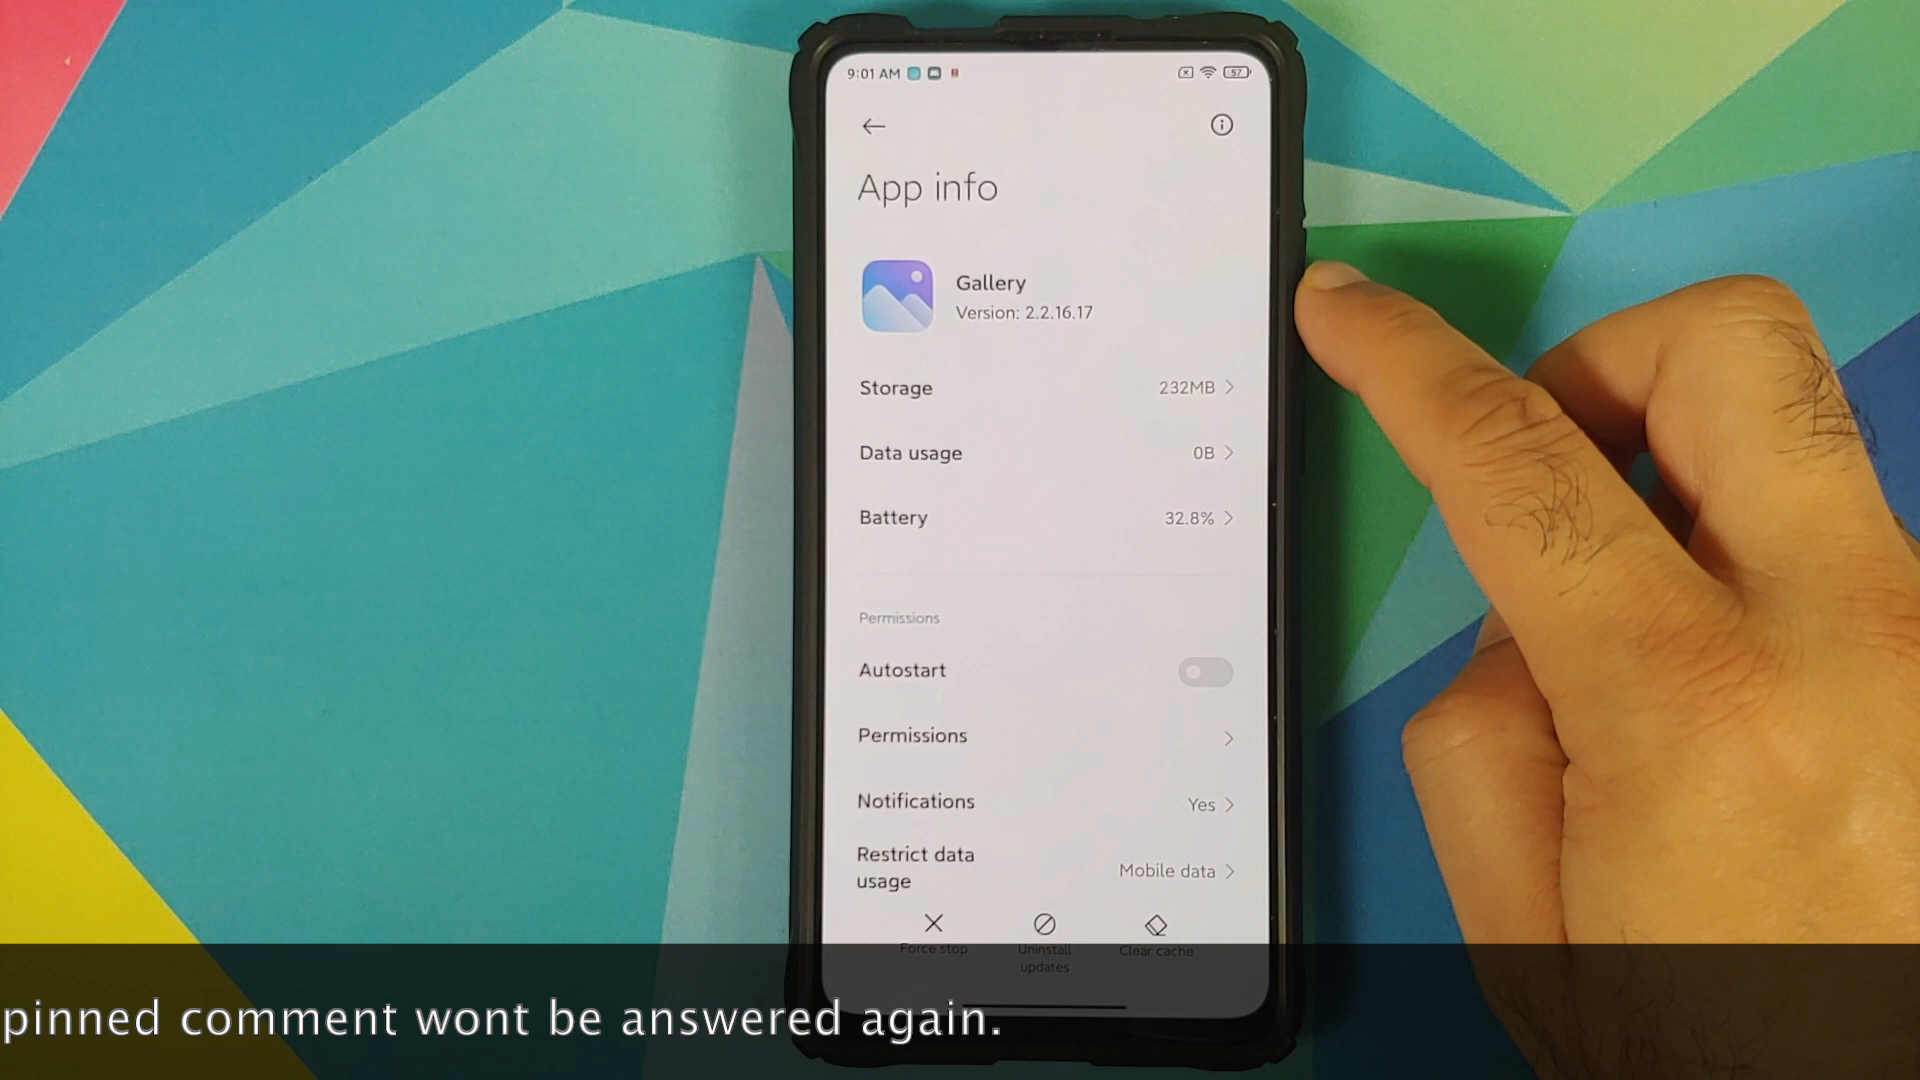 9:01 AM
57
App info
Gallery
Version: 2.2.16.17
Storage 232MB
Data usage 0B
Battery 32.8%
Permissions
Autostart
Permissions
Notifications Yes
Restrict data
usage
Mobile data
Force stop
Uninstall
updates
Clear cache
pinned comment wont be answered again.